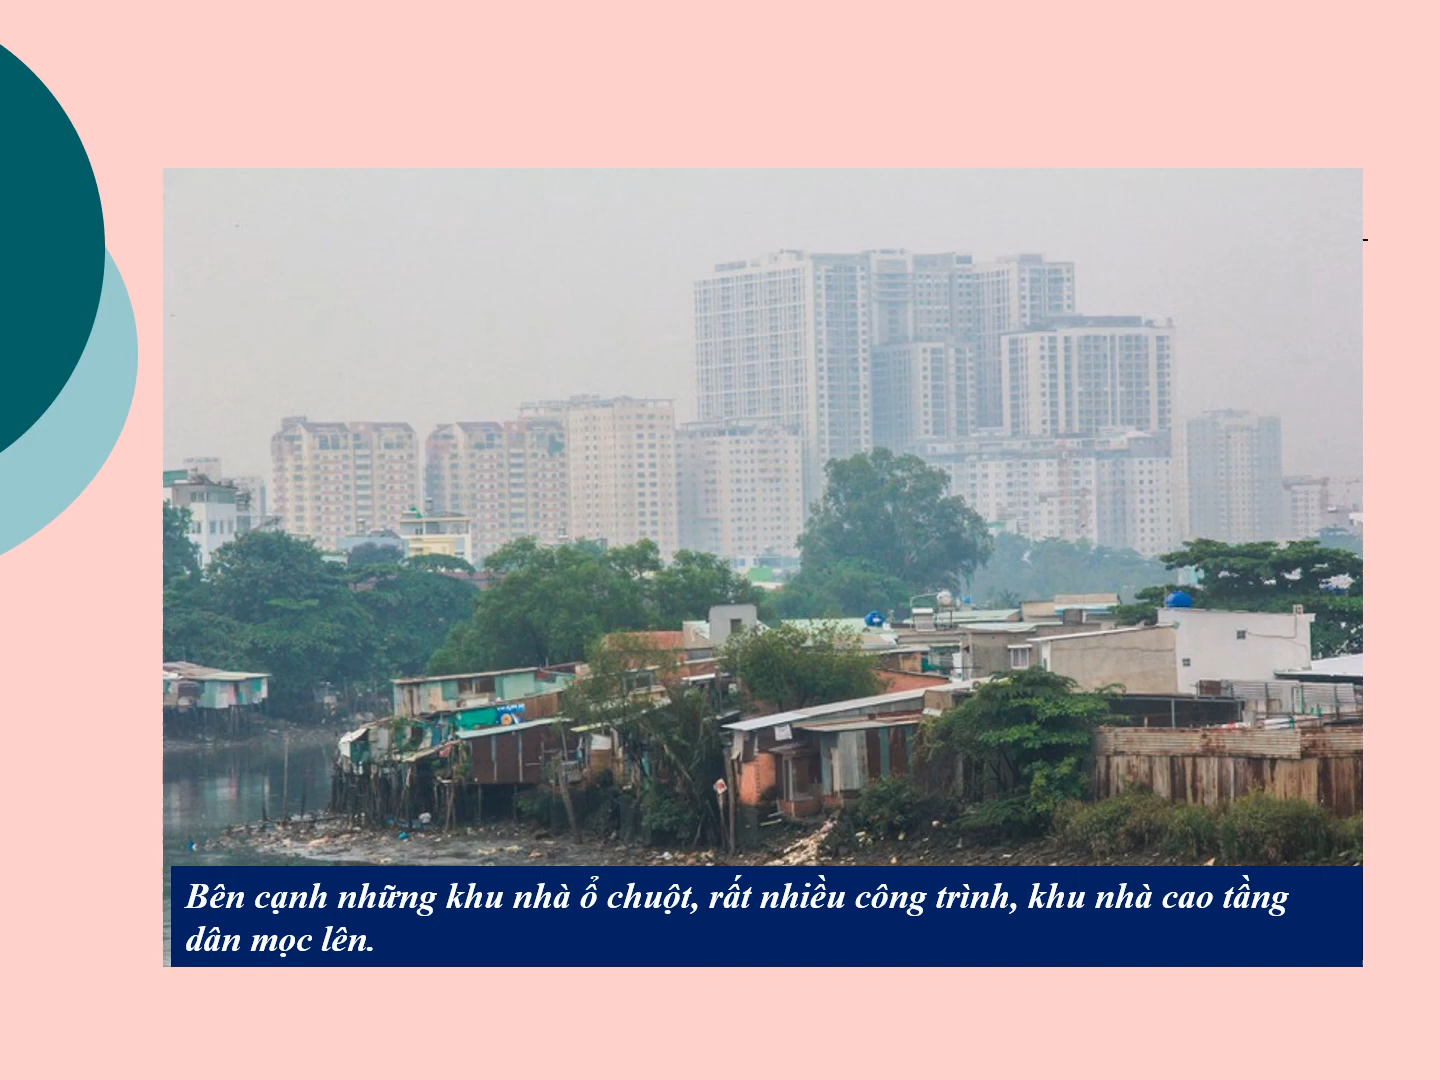 Bên cạnh những khu nhà ổ chuột, rất nhiều công trình, khu nhà cao tầng
dân mọc lên.